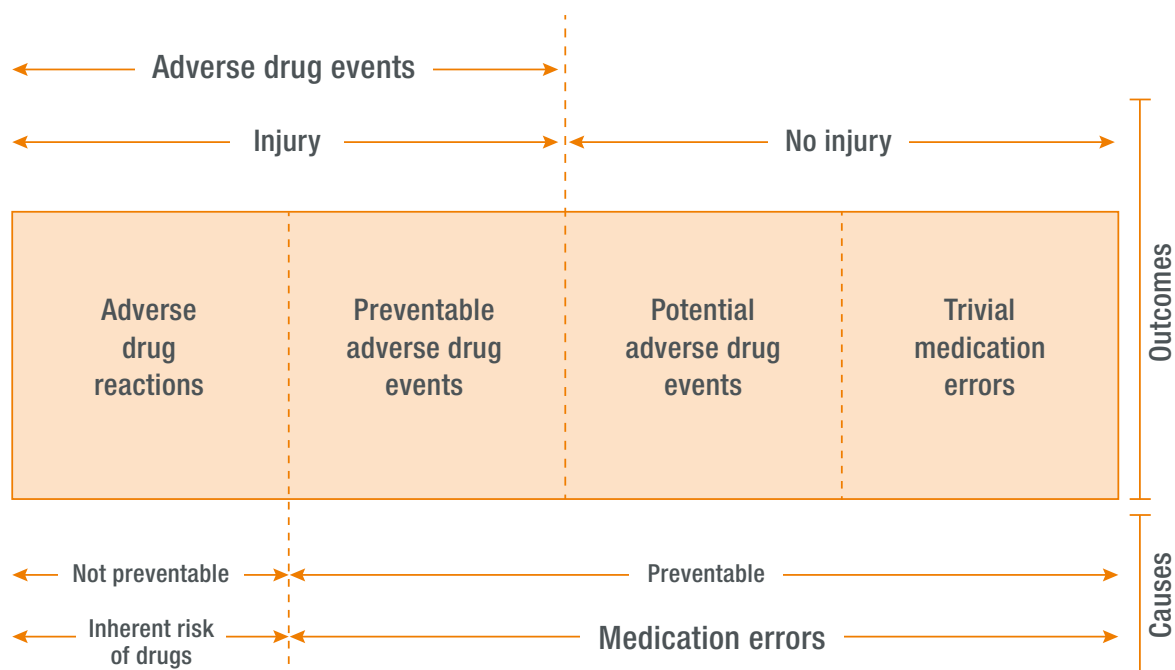 Adverse drug events
Injury
No injury
Adverse
drug
reactions
Preventable
adverse drug
events
Potential
adverse drug
events
Trivial
medication
errors
Outcomes
Not preventable
Preventable
Inherent risk
of drugs
Medication errors
Causes